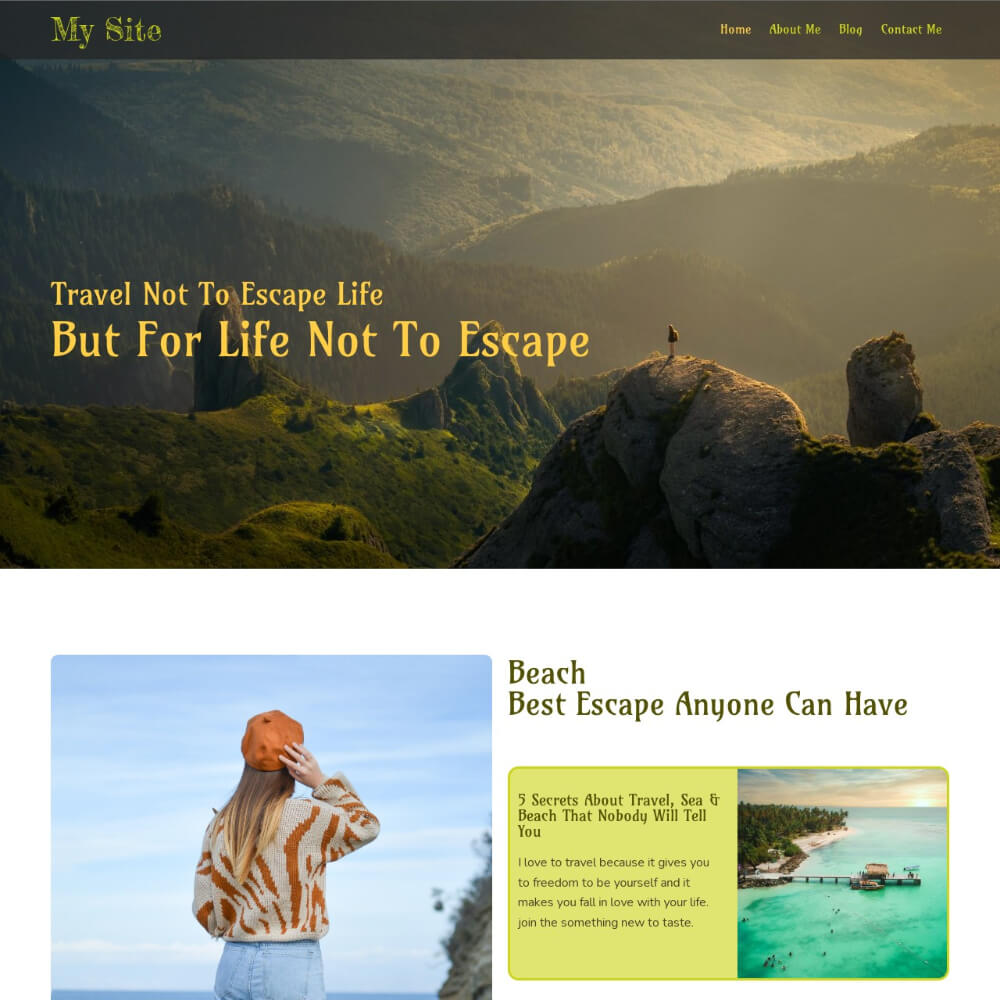 My Site
Home About Me Blog Contact Me
Travel Not To Escape Life
But For Life Not To Escape
Beach
Best Escape Anyone Can Have
5 Secrets About Travel, Sea &
Beach That Nobody Will Tell
You
I love to travel because it gives you
to freedom to be yourself and it
makes you fall in love with your life.
join the something new to taste.